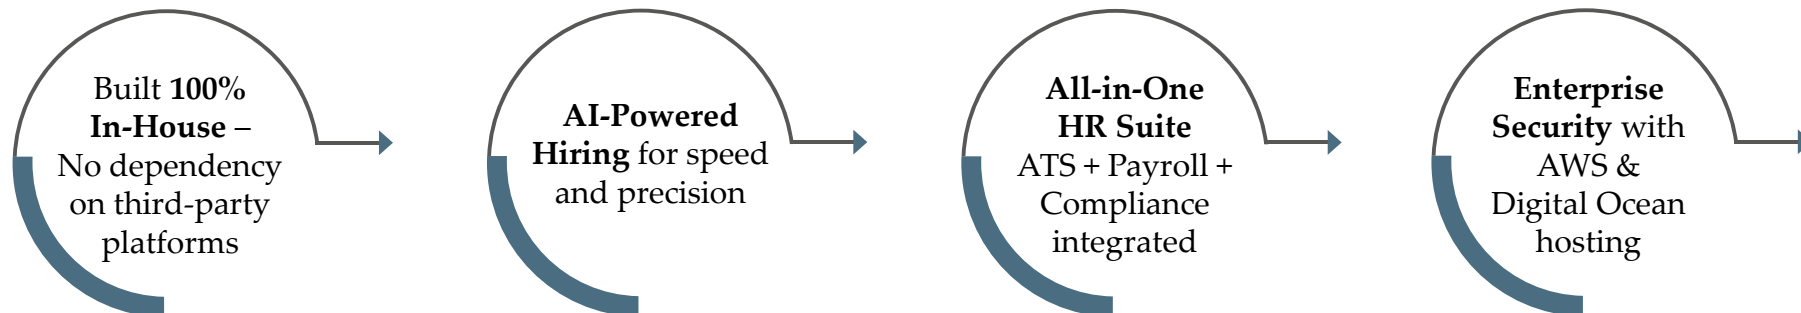 Built 100%
In-House –
No dependency
on third-party
platforms
AI-Powered
Hiring for speed
and precision
All-in-One
HR Suite
ATS + Payroll +
Compliance
integrated
Enterprise
Security with
AWS &
Digital Ocean
hosting